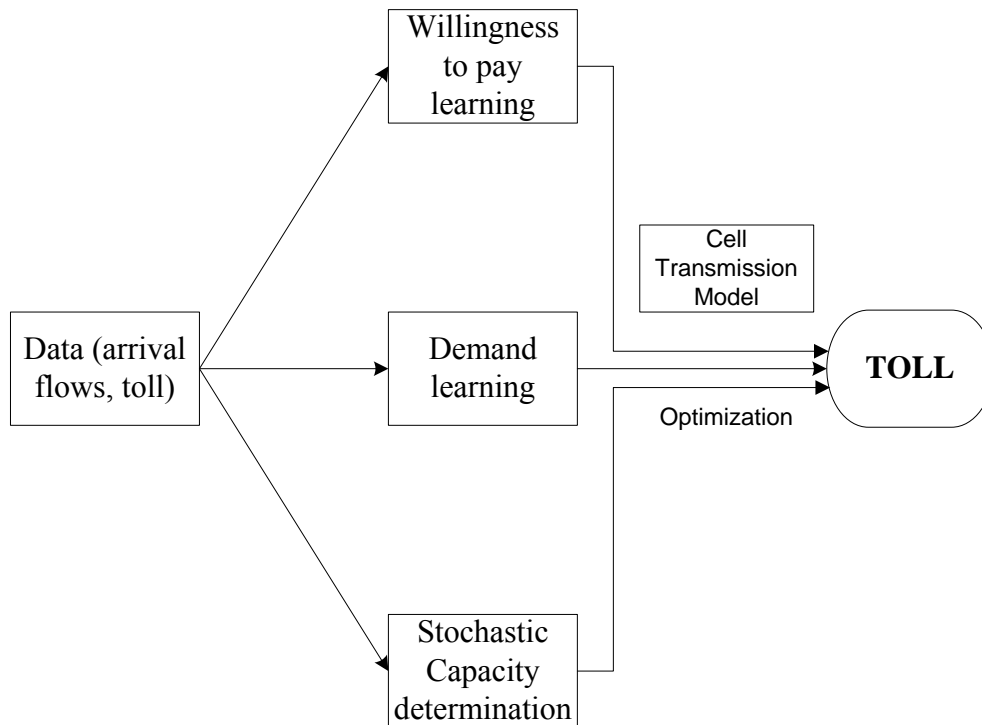 Willingness
to pay
learning
Cell
Transmission
Model
Data (arrival
flows, toll)
Demand
learning
TOLL
Optimization
Stochastic
Capacity
determination